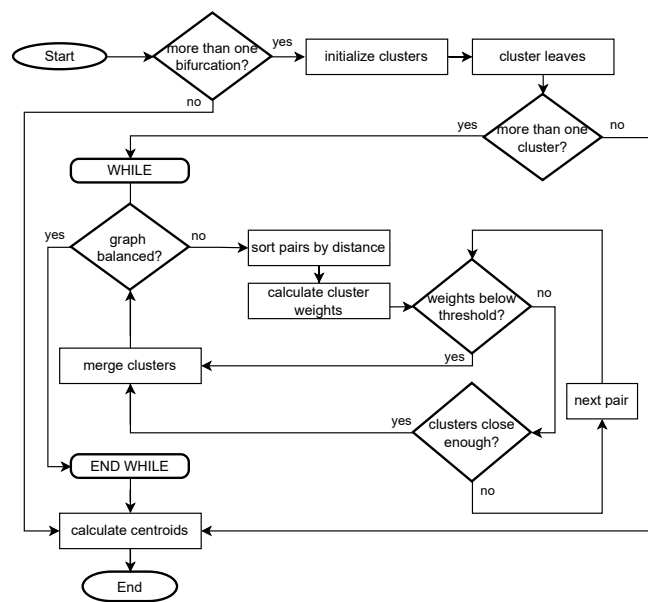 Start
more than one
bifurcation?
yes
initialize clusters
cluster leaves
no
yes
more than one
cluster?
no
WHILE
yes
graph
balanced?
no
sort pairs by distance
calculate cluster
weights
weights below
threshold?
no
yes
merge clusters
next pair
yes
clusters close
enough?
no
END WHILE
calculate centroids
End